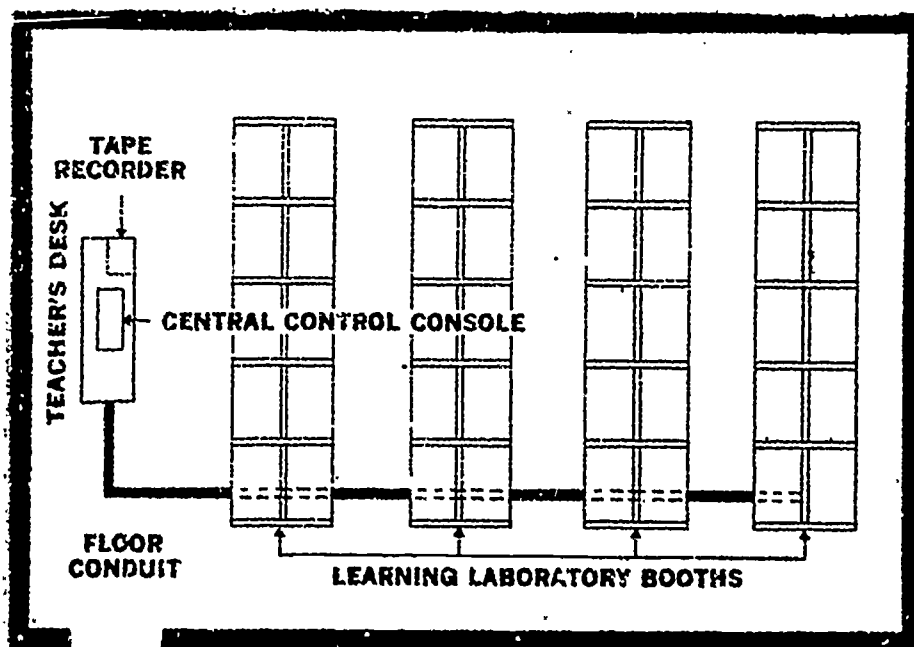 TAPE
RECORDER
TEACHER'S DESK
CENTRAL CONTROL CONSOLE
FLOOR
CONDUIT
LEARNING LABORATORY BOOTHS